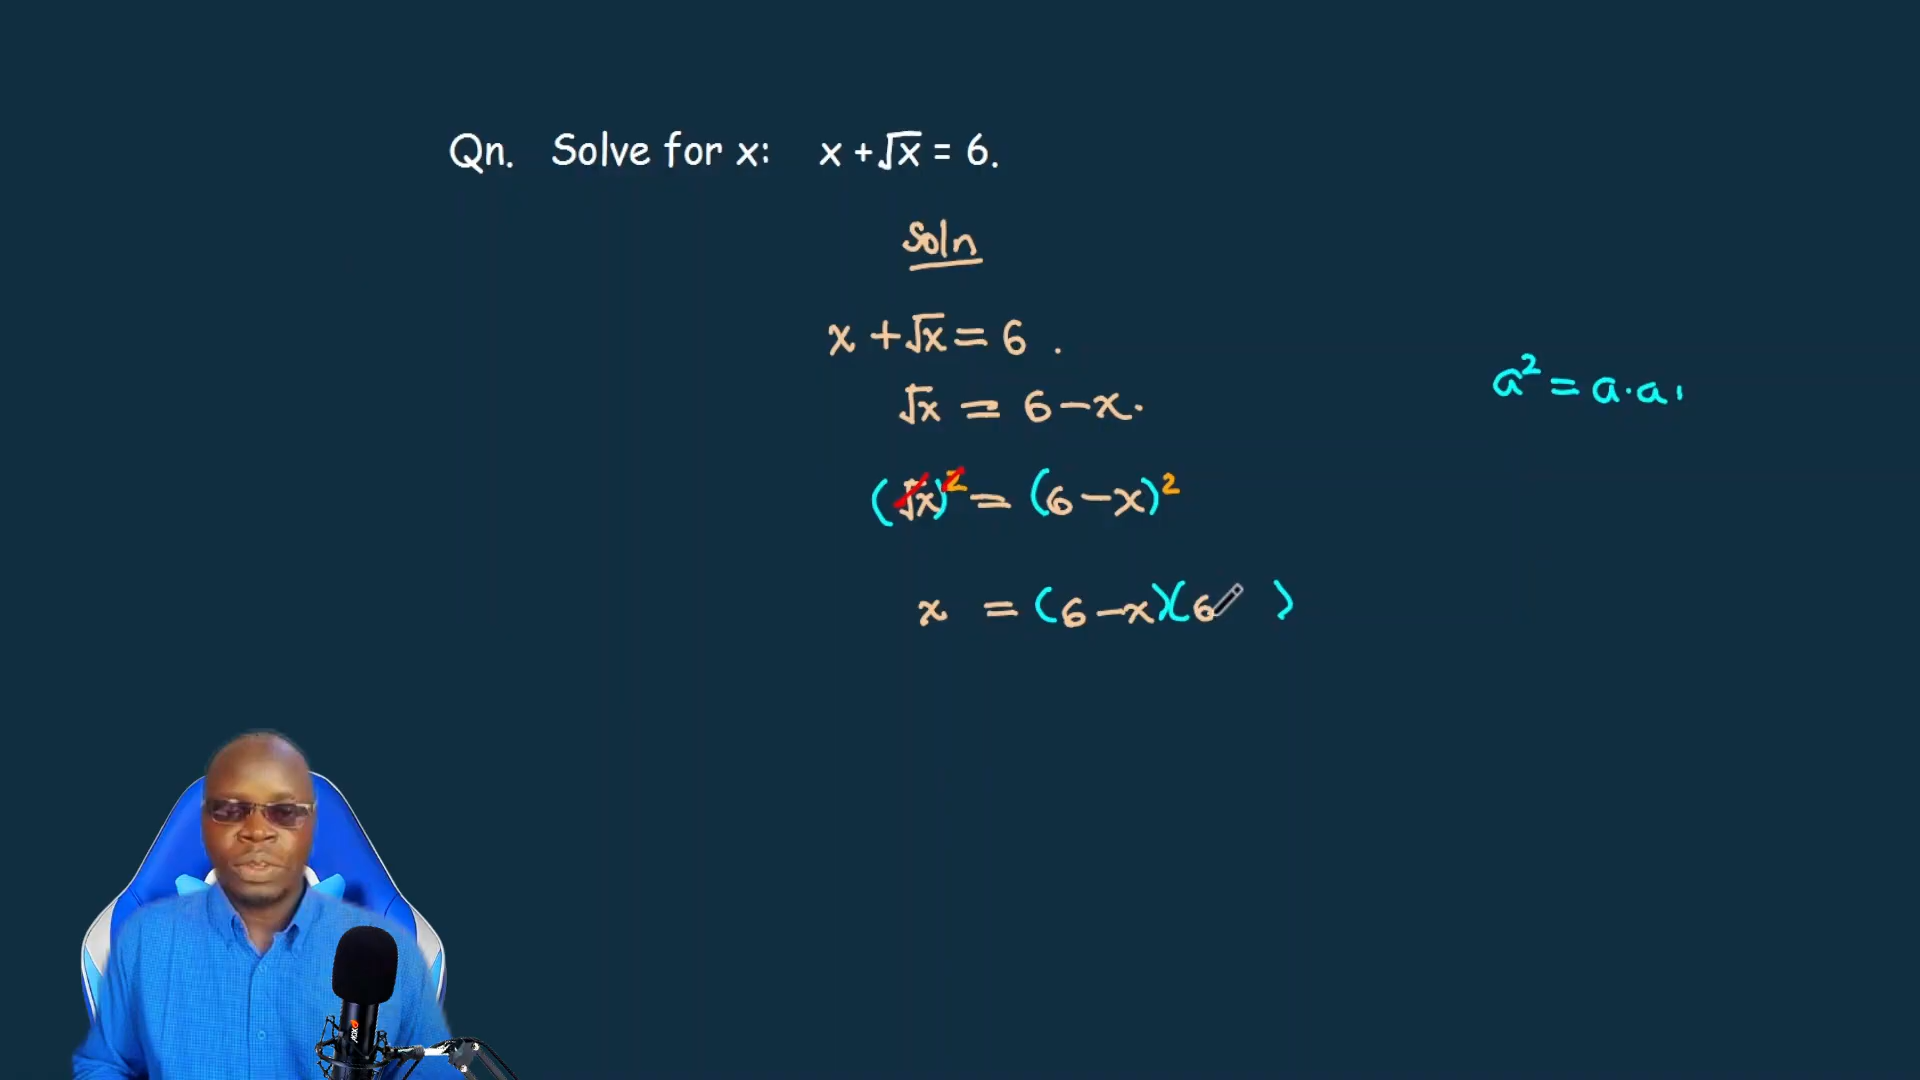 Qn. Solve for x: x + √x = 6.
Soln
x + √x = 6 .
√x = 6 − x.
a² = a.a.
(√x)² = (6 − x)²
x = (6 − x)(6 )